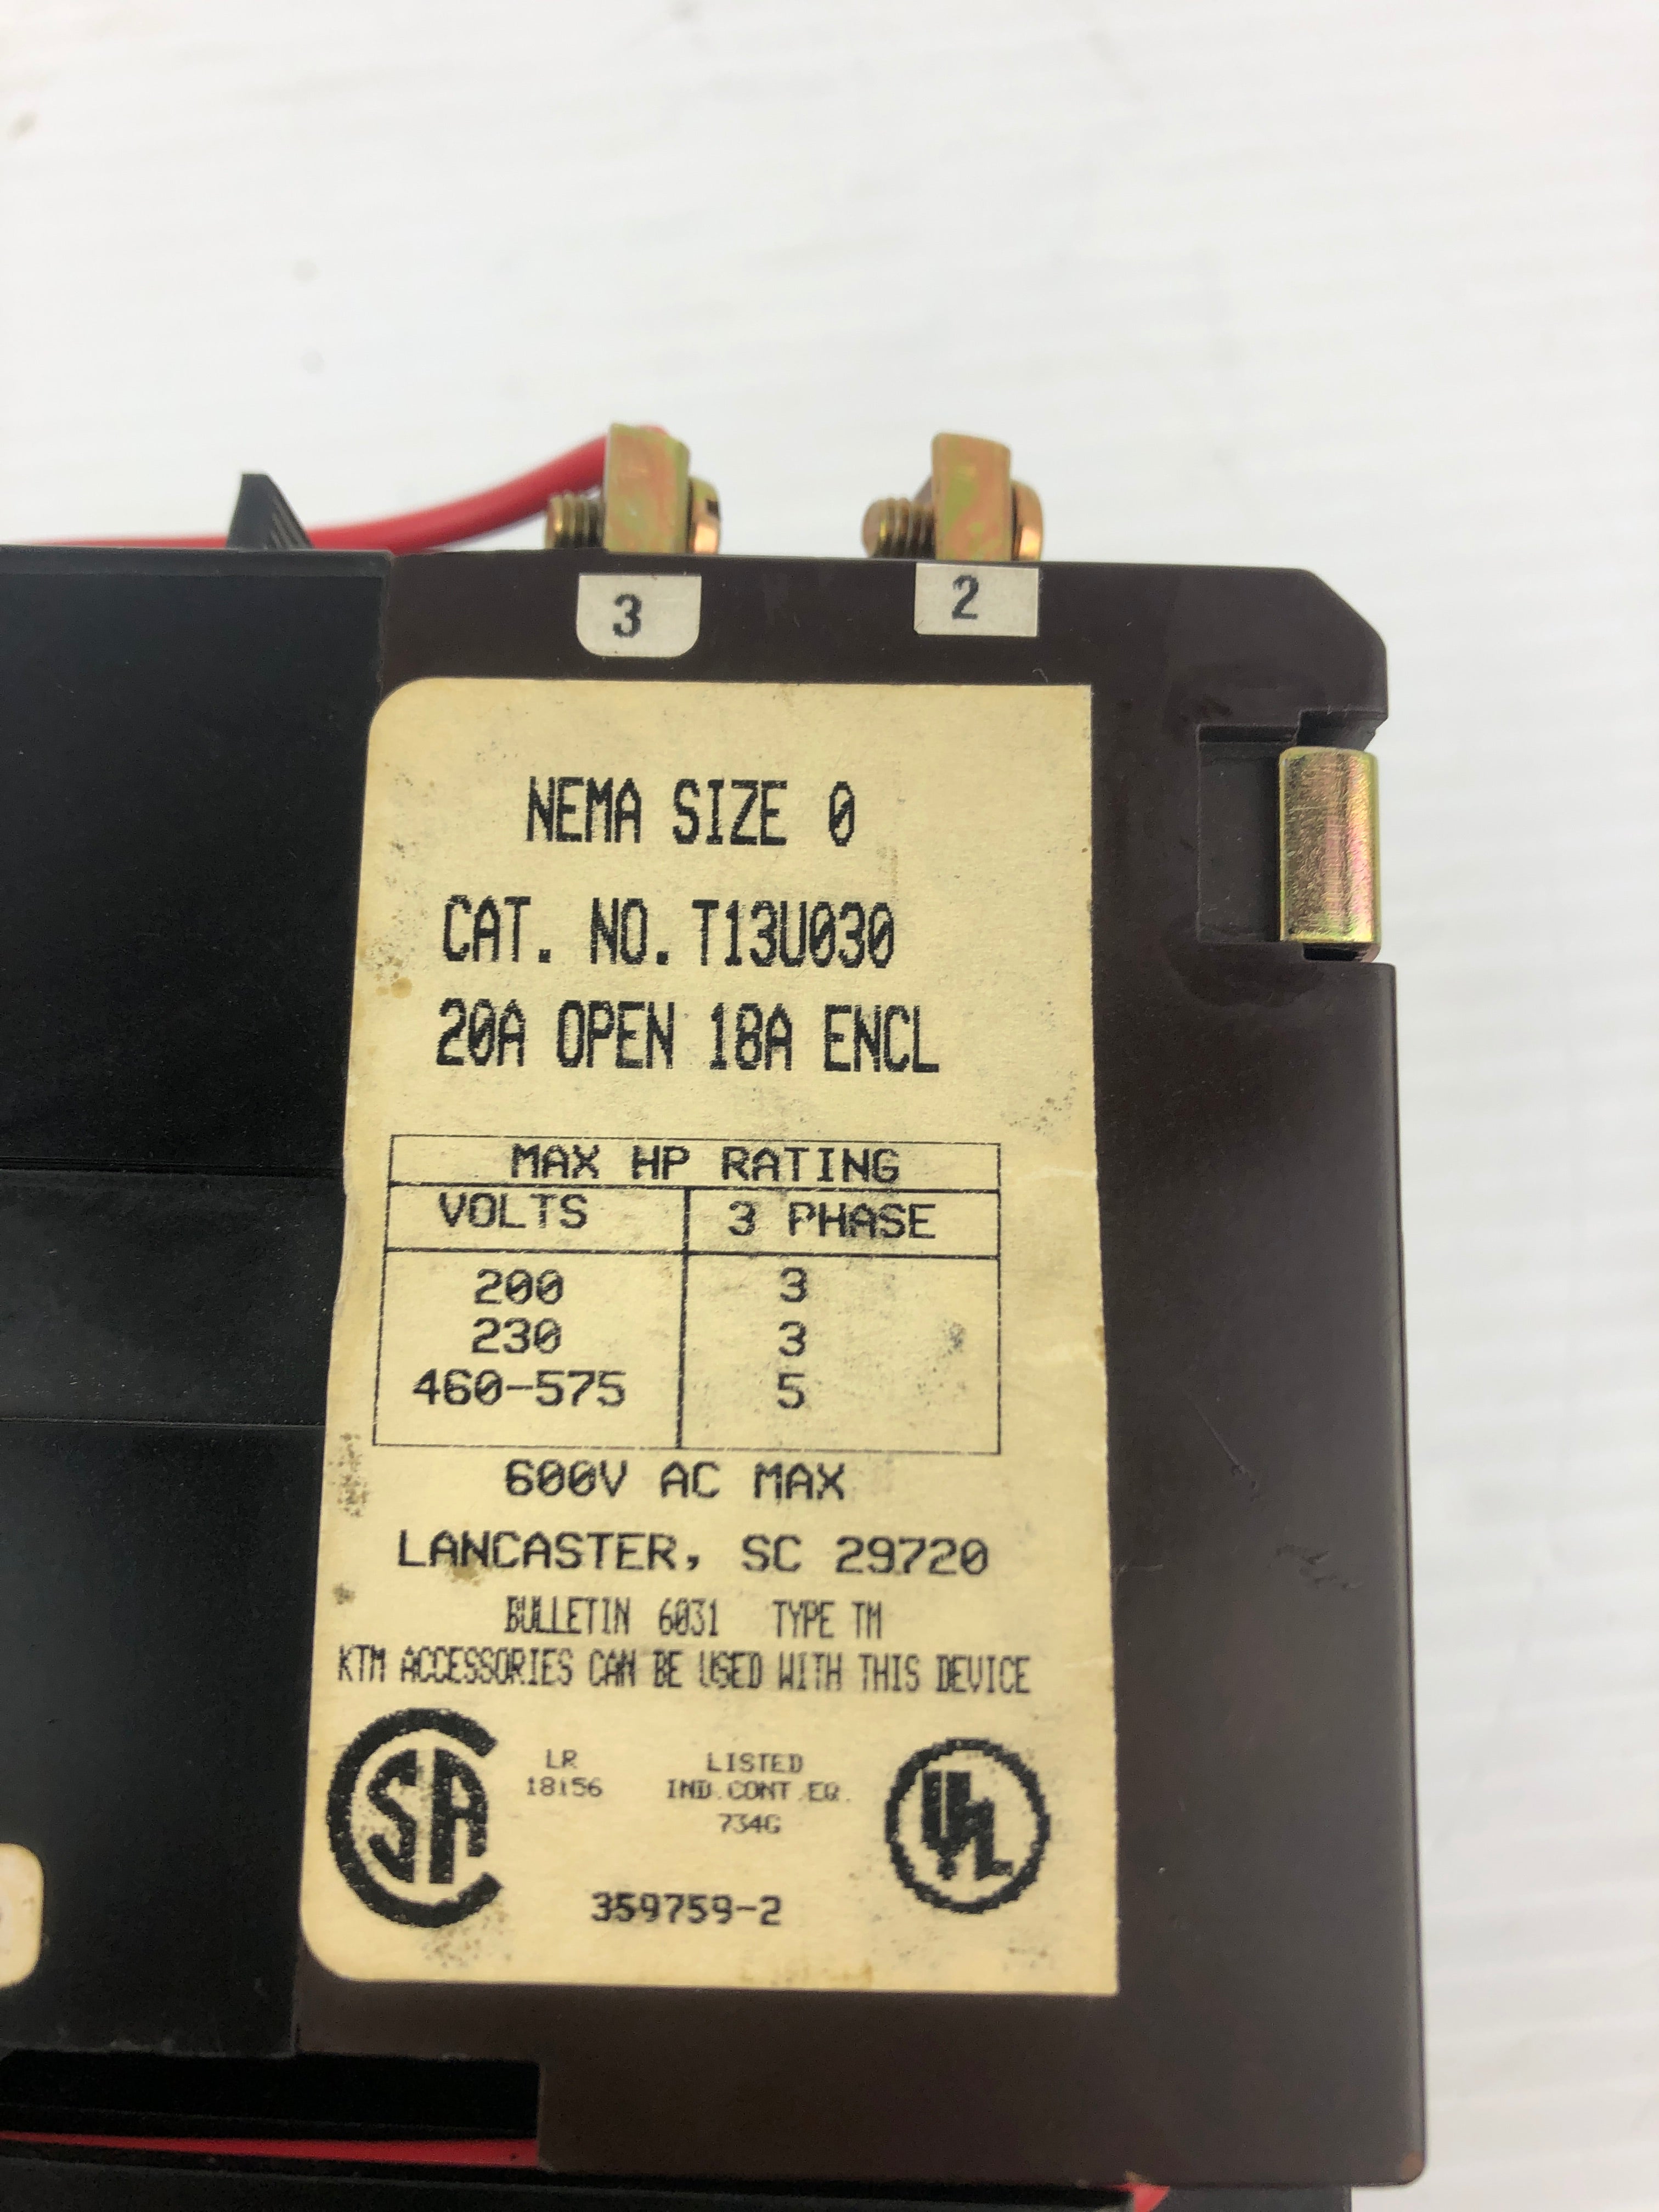 3 2
NEMA SIZE 0
CAT. NO. T13U030
20A OPEN 18A ENCL
MAX HP RATING
VOLTS 3 PHASE
200 3
230 3
460-575 5
600V AC MAX
LANCASTER, SC 29720
BULLETIN 6031 TYPE TM
KTM ACCESSORIES CAN BE USED WITH THIS DEVICE
LR LISTED
18156 IND.CONT.EQ.
734G
SA UL
359759-2